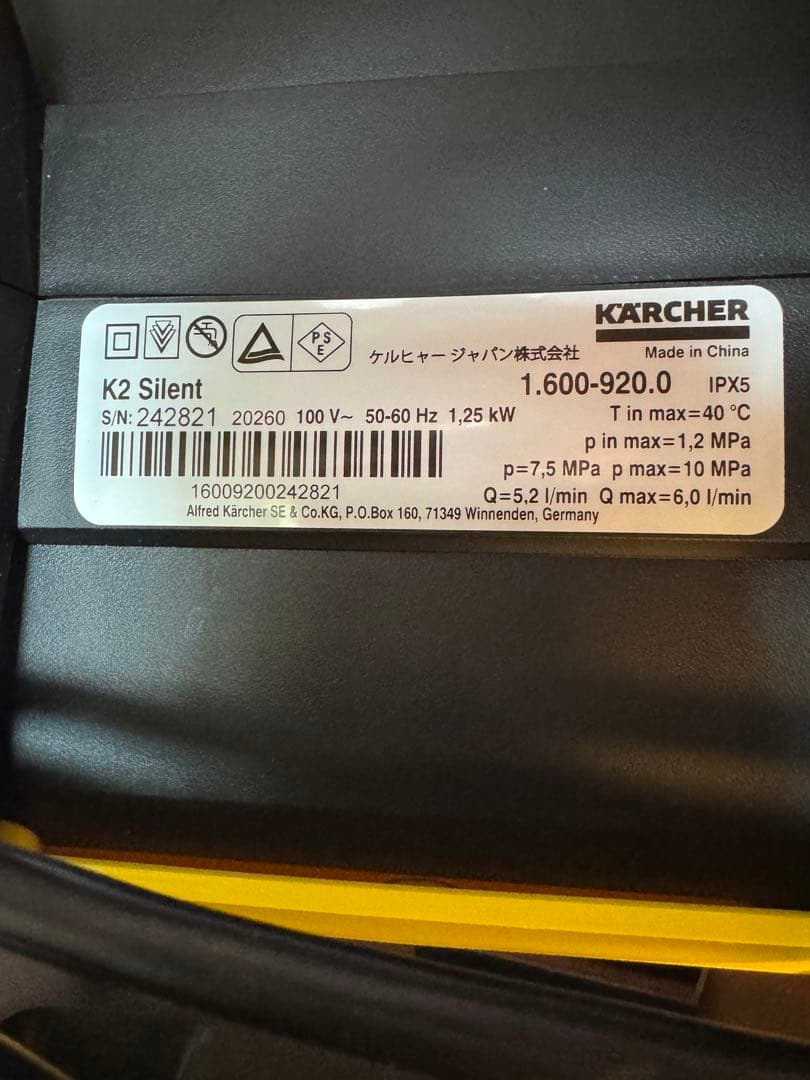 KÄRCHER
PSE
ケルヒャー ジャパン株式会社
Made in China
K2 Silent
1.600-920.0 IPX5
S/N: 242821 20260 100 V~ 50-60 Hz 1,25 kW
T in max=40 °C
p in max=1,2 MPa
p=7,5 MPa p max=10 MPa
16009200242821
Q=5,2 l/min Q max=6,0 l/min
Alfred Kärcher SE & Co.KG, P.O.Box 160, 71349 Winnenden, Germany